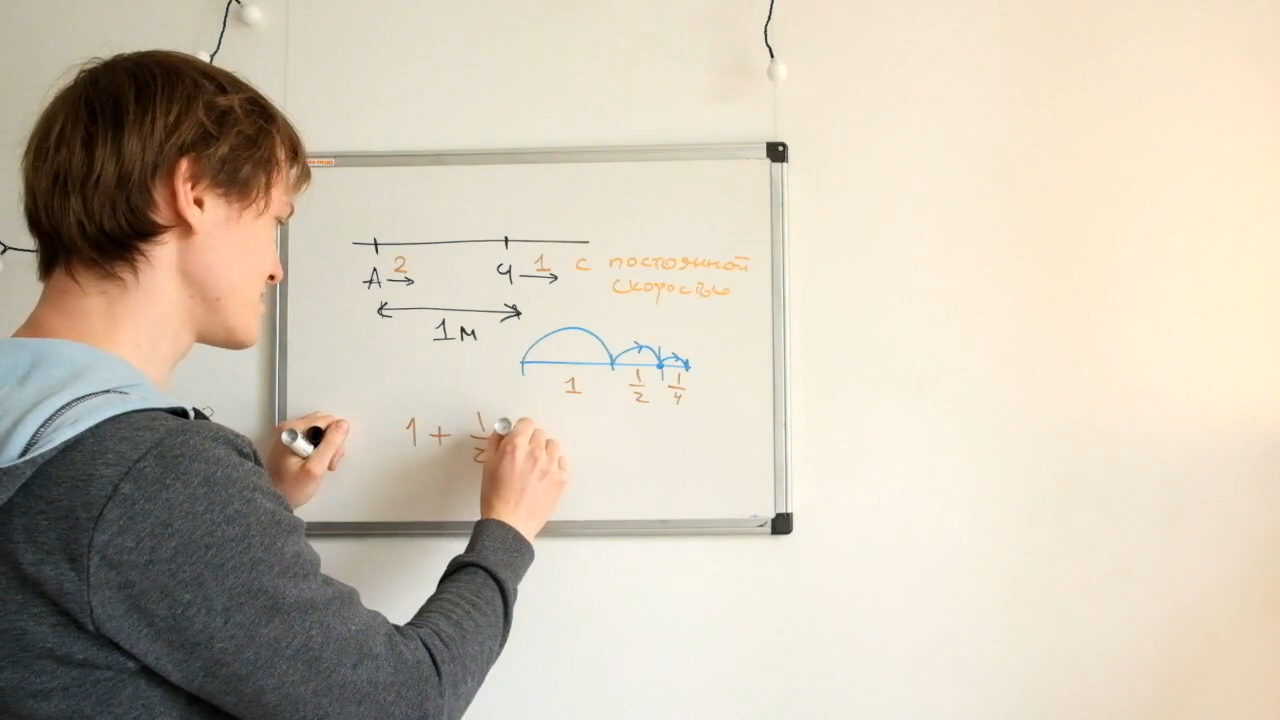 2 1 с постоянной
А Ч скоростью
1м
1 1/2 1/4
1 + 1/2